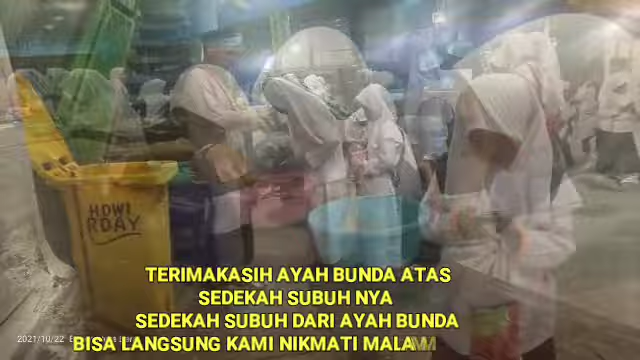 HOWI
RDAY
TERIMAKASIH AYAH BUNDA ATAS
SEDEKAH SUBUH NYA
SEDEKAH SUBUH DARI AYAH BUNDA
BISA LANGSUNG KAMI NIKMATI MALAM
2021/10/22